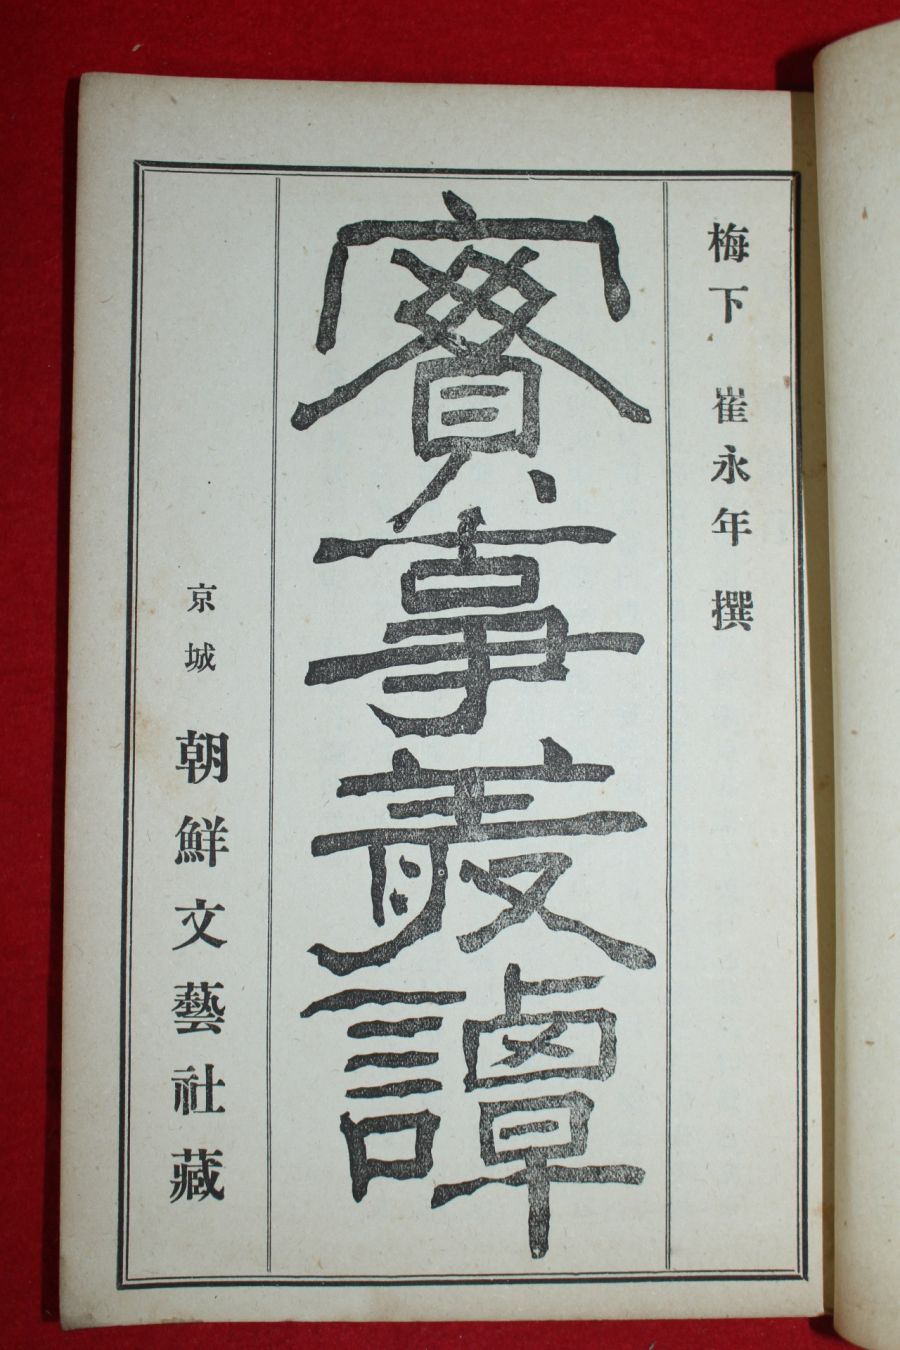 梅下 崔永年 撰
實事叢譚
京城 朝鮮文藝社藏